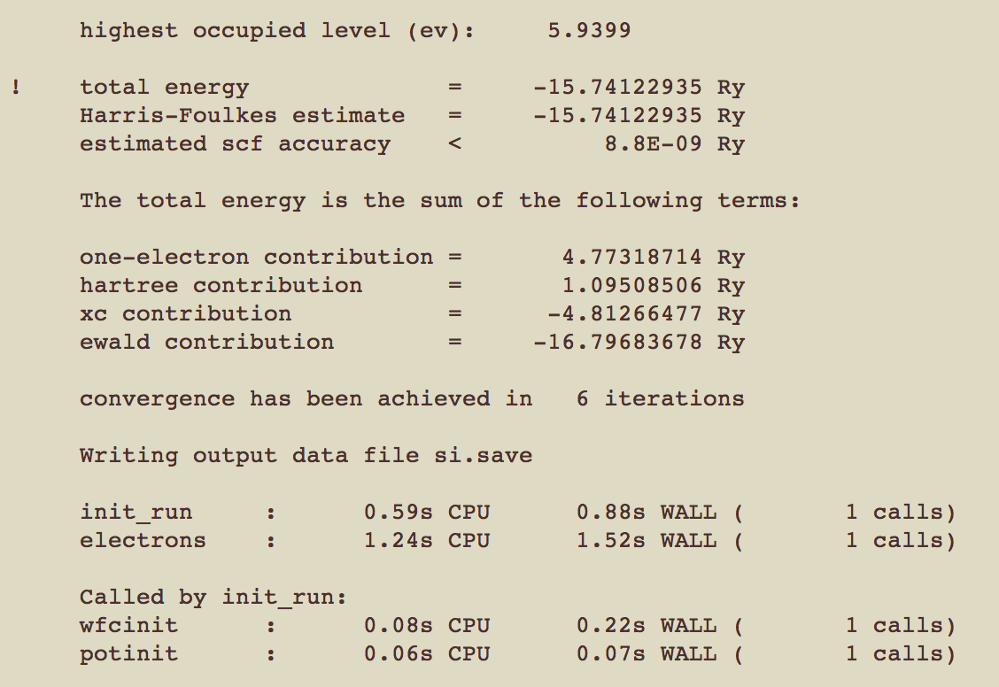 highest occupied level (ev):     5.9399
!    total energy              =     -15.74122935 Ry
Harris-Foulkes estimate   =     -15.74122935 Ry
estimated scf accuracy    <          8.8E-09 Ry
The total energy is the sum of the following terms:
one-electron contribution =       4.77318714 Ry
hartree contribution      =       1.09508506 Ry
xc contribution           =      -4.81266477 Ry
ewald contribution        =     -16.79683678 Ry
convergence has been achieved in   6 iterations
Writing output data file si.save
init_run     :      0.59s CPU      0.88s WALL (       1 calls)
electrons    :      1.24s CPU      1.52s WALL (       1 calls)
Called by init_run:
wfcinit      :      0.08s CPU      0.22s WALL (       1 calls)
potinit      :      0.06s CPU      0.07s WALL (       1 calls)